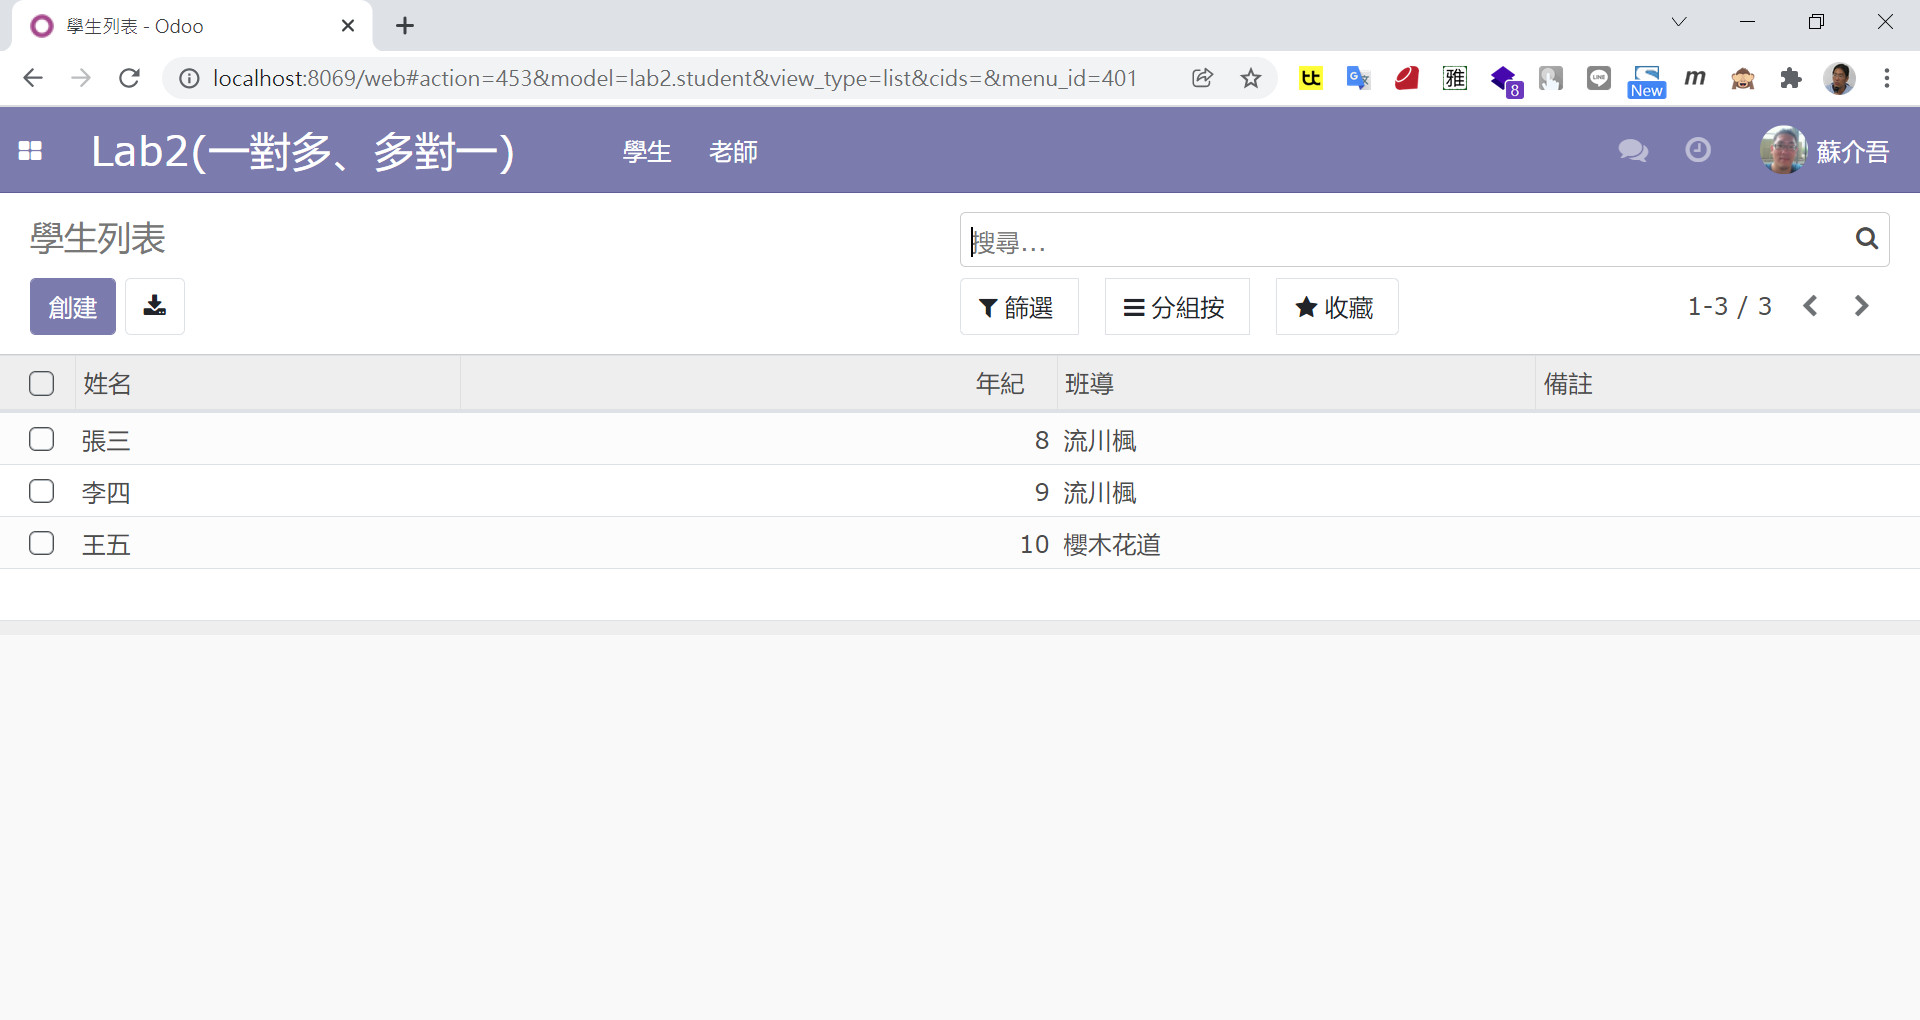 學生列表 - Odoo
localhost:8069/web#action=453&model=lab2.student&view_type=list&cids=&menu_id=401
tt
G文
雅
8
LINE
New
m
Lab2(一對多、多對一)
學生
老師
蘇介吾
學生列表
搜尋...
創建
篩選
分組按
收藏
1-3 / 3
姓名 年紀 班導 備註
張三 8 流川楓
李四 9 流川楓
王五 10 櫻木花道